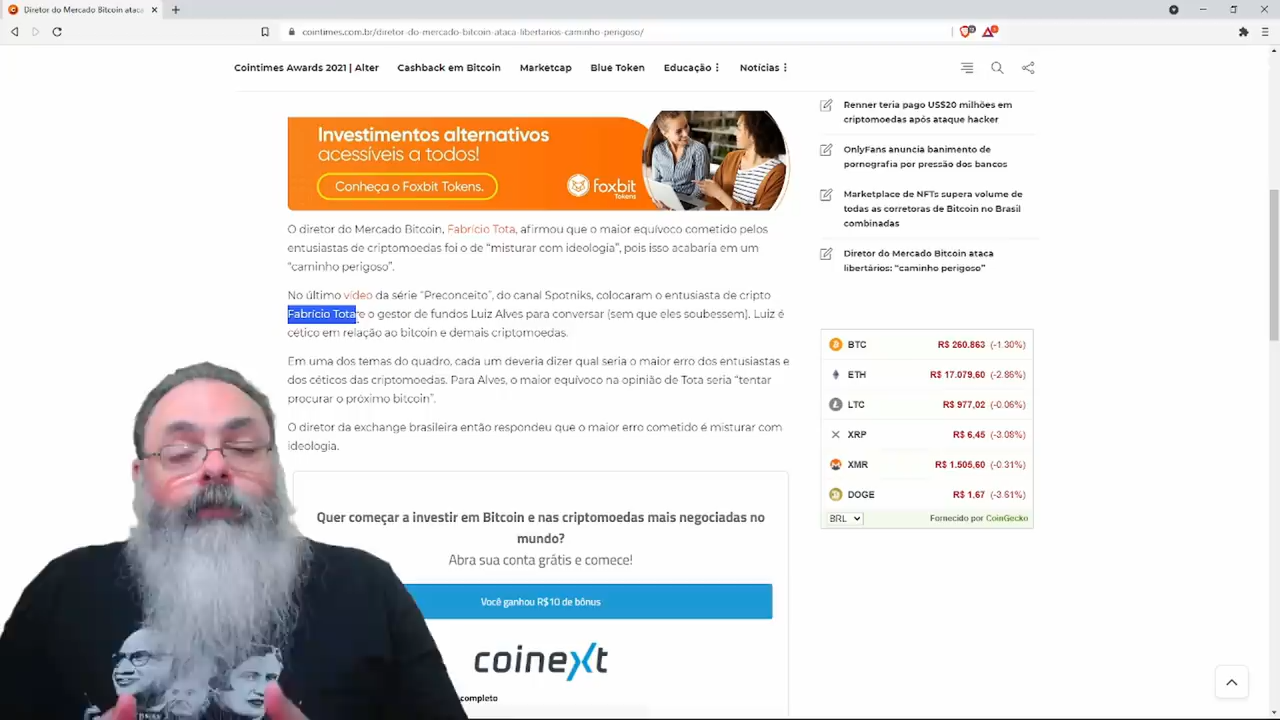 Diretor do Mercado Bitcoin ataca
cointimes.com.br/diretor-do-mercado-bitcoin-ataca-libertarios-caminho-perigoso/
Cointimes Awards 2021 | Alter
Cashback em Bitcoin
Marketcap
Blue Token
Educação
Notícias
Investimentos alternativos
acessíveis a todos!
Conheça o Foxbit Tokens.
foxbit
Tokens
O diretor do Mercado Bitcoin, Fabrício Tota, afirmou que o maior equívoco cometido pelos
entusiastas de criptomoedas foi o de “misturar com ideologia”, pois isso acabaria em um
“caminho perigoso”.
No último vídeo da série “Preconceito”, do canal Spotniks, colocaram o entusiasta de cripto
Fabrício Tota e o gestor de fundos Luiz Alves para conversar (sem que eles soubessem). Luiz é
cético em relação ao bitcoin e demais criptomoedas.
Em uma dos temas do quadro, cada um deveria dizer qual seria o maior erro dos entusiastas e
dos céticos das criptomoedas. Para Alves, o maior equívoco na opinião de Tota seria “tentar
procurar o próximo bitcoin”.
O diretor da exchange brasileira então respondeu que o maior erro cometido é misturar com
ideologia.
Quer começar a investir em Bitcoin e nas criptomoedas mais negociadas no
mundo?
Abra sua conta grátis e comece!
Você ganhou R$10 de bônus
coinext
completo
Renner teria pago US$20 milhões em
criptomoedas após ataque hacker
OnlyFans anuncia banimento de
pornografia por pressão dos bancos
Marketplace de NFTs supera volume de
todas as corretoras de Bitcoin no Brasil
combinadas
Diretor do Mercado Bitcoin ataca
libertários: “caminho perigoso”
BTC R$ 260.863 (-1.30%)
ETH R$ 17.079,60 (-2.86%)
LTC R$ 977,02 (-0.06%)
XRP R$ 6,45 (-3.08%)
XMR R$ 1.505,60 (-0.31%)
DOGE R$ 1,67 (-3.61%)
BRL Fornecido por CoinGecko